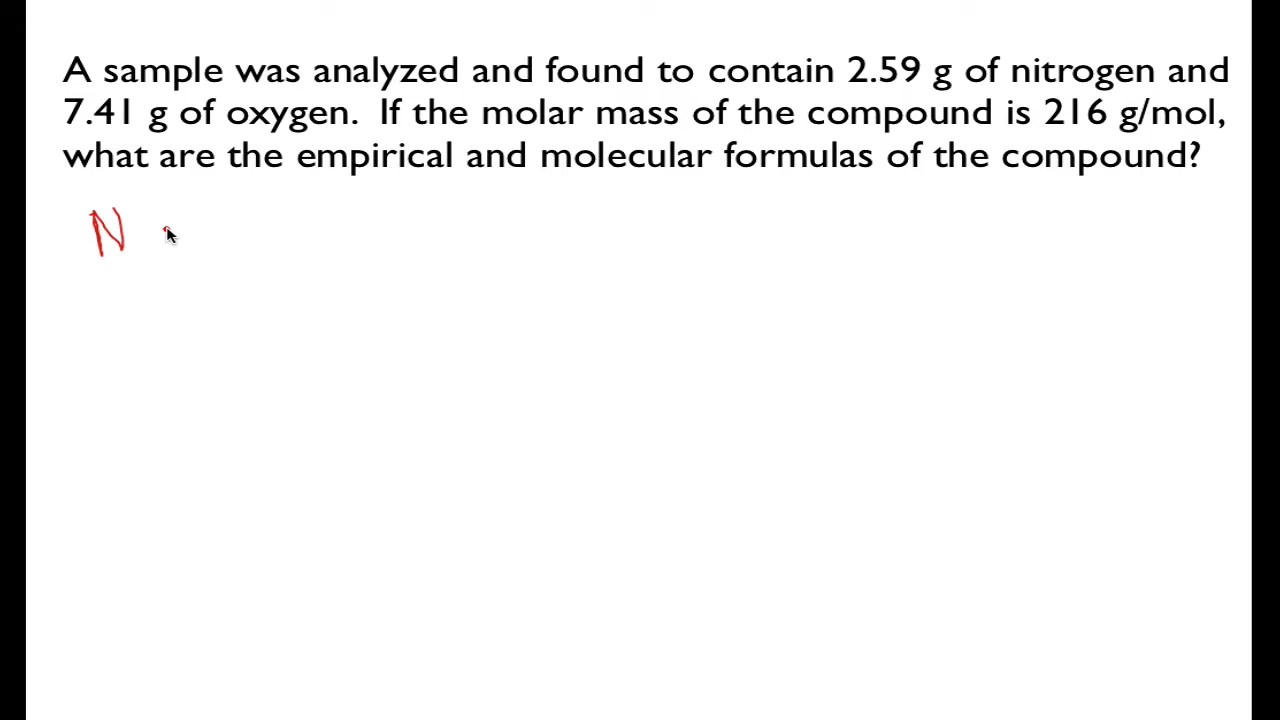 A sample was analyzed and found to contain 2.59 g of nitrogen and
7.41 g of oxygen. If the molar mass of the compound is 216 g/mol,
what are the empirical and molecular formulas of the compound?
N